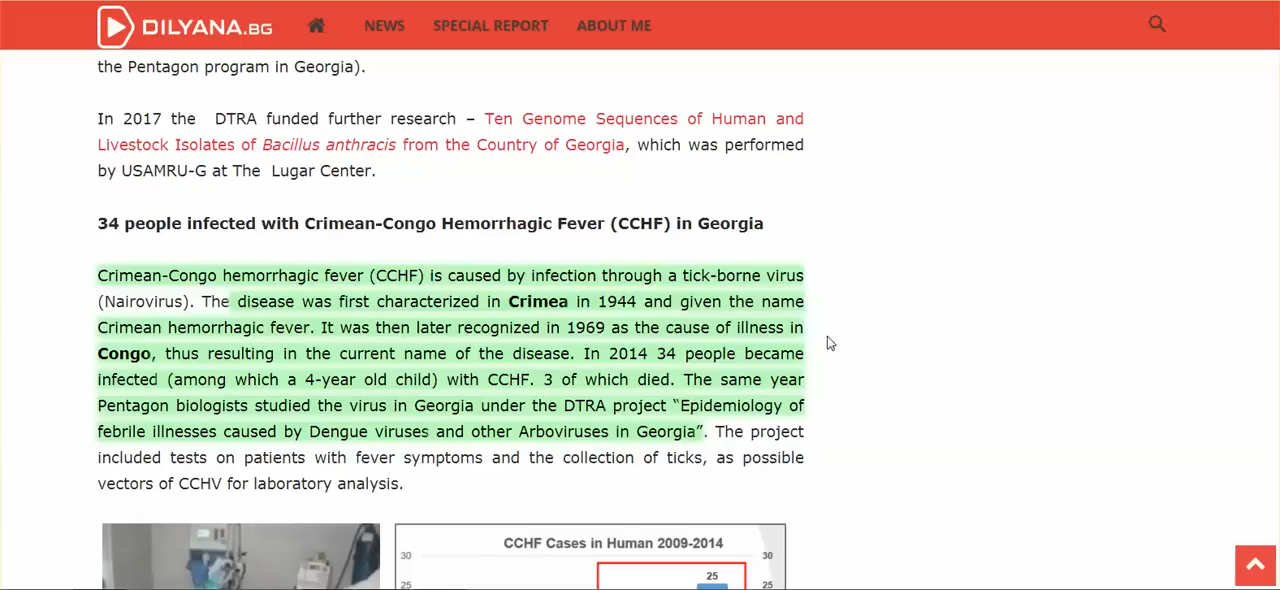 DILYANA.BG NEWS SPECIAL REPORT ABOUT ME
the Pentagon program in Georgia).
In 2017 the DTRA funded further research – Ten Genome Sequences of Human and
Livestock Isolates of Bacillus anthracis from the Country of Georgia, which was performed
by USAMRU-G at The Lugar Center.
34 people infected with Crimean-Congo Hemorrhagic Fever (CCHF) in Georgia
Crimean-Congo hemorrhagic fever (CCHF) is caused by infection through a tick-borne virus
(Nairovirus). The disease was first characterized in Crimea in 1944 and given the name
Crimean hemorrhagic fever. It was then later recognized in 1969 as the cause of illness in
Congo, thus resulting in the current name of the disease. In 2014 34 people became
infected (among which a 4-year old child) with CCHF. 3 of which died. The same year
Pentagon biologists studied the virus in Georgia under the DTRA project “Epidemiology of
febrile illnesses caused by Dengue viruses and other Arboviruses in Georgia”. The project
included tests on patients with fever symptoms and the collection of ticks, as possible
vectors of CCHV for laboratory analysis.
CCHF Cases in Human 2009-2014
30 30
25
25 25